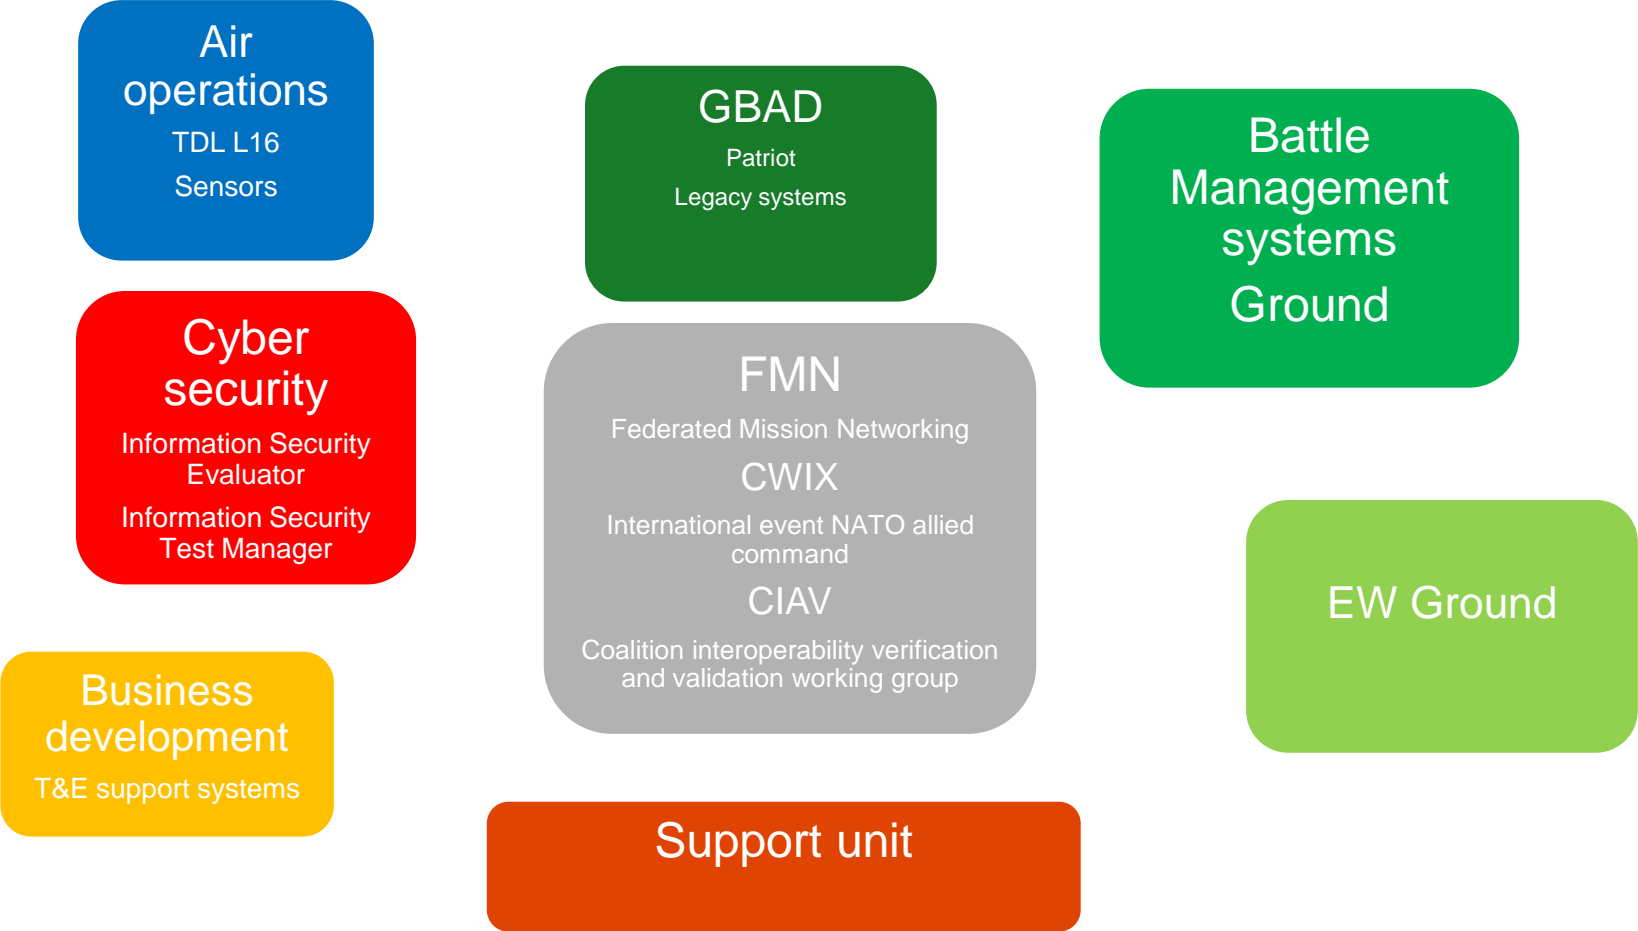 Air
operations
TDL L16
Sensors
GBAD
Patriot
Legacy systems
Battle
Management
systems
Ground
Cyber
security
Information Security
Evaluator
Information Security
Test Manager
FMN
Federated Mission Networking
CWIX
International event NATO allied
command
CIAV
Coalition interoperability verification
and validation working group
EW Ground
Business
development
T&E support systems
Support unit